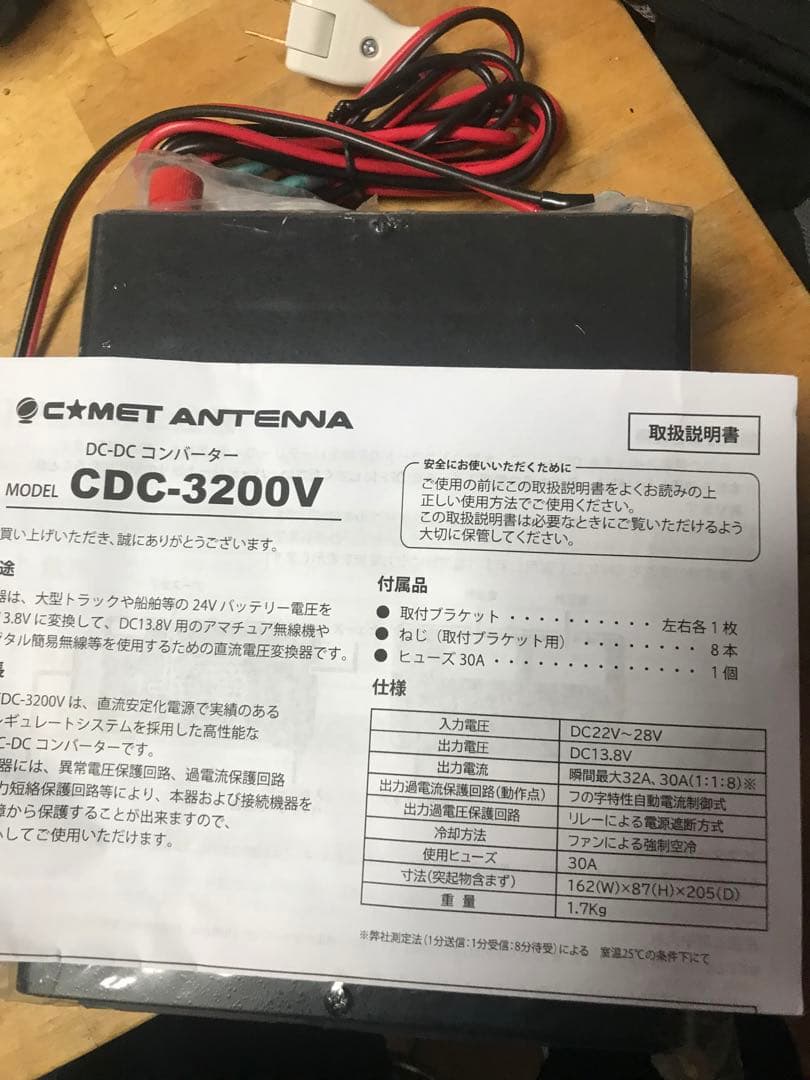 C★MET ANTENNA
取扱説明書
DC-DC コンバーター
MODEL CDC-3200V
安全にお使いいただくために
ご使用の前にこの取扱説明書をよくお読みの上
正しい使用方法でご使用ください。
この取扱説明書は必要なときにご覧いただけるよう
大切に保管してください。
買い上げいただき、誠にありがとうございます。
途
器は、大型トラックや船舶等の 24V バッテリー電圧を
3.8Vに変換して、DC13.8V 用のアマチュア無線機や
ジタル簡易無線等を使用するための直流電圧変換器です。
長
CDC-3200V は、直流安定化電源で実績のある
レギュレートシステムを採用した高性能な
C-DC コンバーターです。
器には、異常電圧保護回路、過電流保護回路
力短絡保護回路等により、本器および接続機器を
障から保護することが出来ますので、
心してご使用いただけます。
付属品
● 取付ブラケット・・・・・・・・・・左右各 1 枚
● ねじ（取付ブラケット用）・・・・・・・・8 本
● ヒューズ 30A・・・・・・・・・・・・1 個
仕様
入力電圧 DC22V～28V
出力電圧 DC13.8V
出力電流 瞬間最大32A、30A(1:1:8)※
出力過電流保護回路(動作点) フの字特性自動電流制御式
出力過電圧保護回路 リレーによる電源遮断方式
冷却方法 ファンによる強制空冷
使用ヒューズ 30A
寸法(突起物含まず) 162(W)×87(H)×205(D)
重量 1.7Kg
※弊社測定法(1分送信:1分受信:8分待受)による 室温25℃の条件下にて